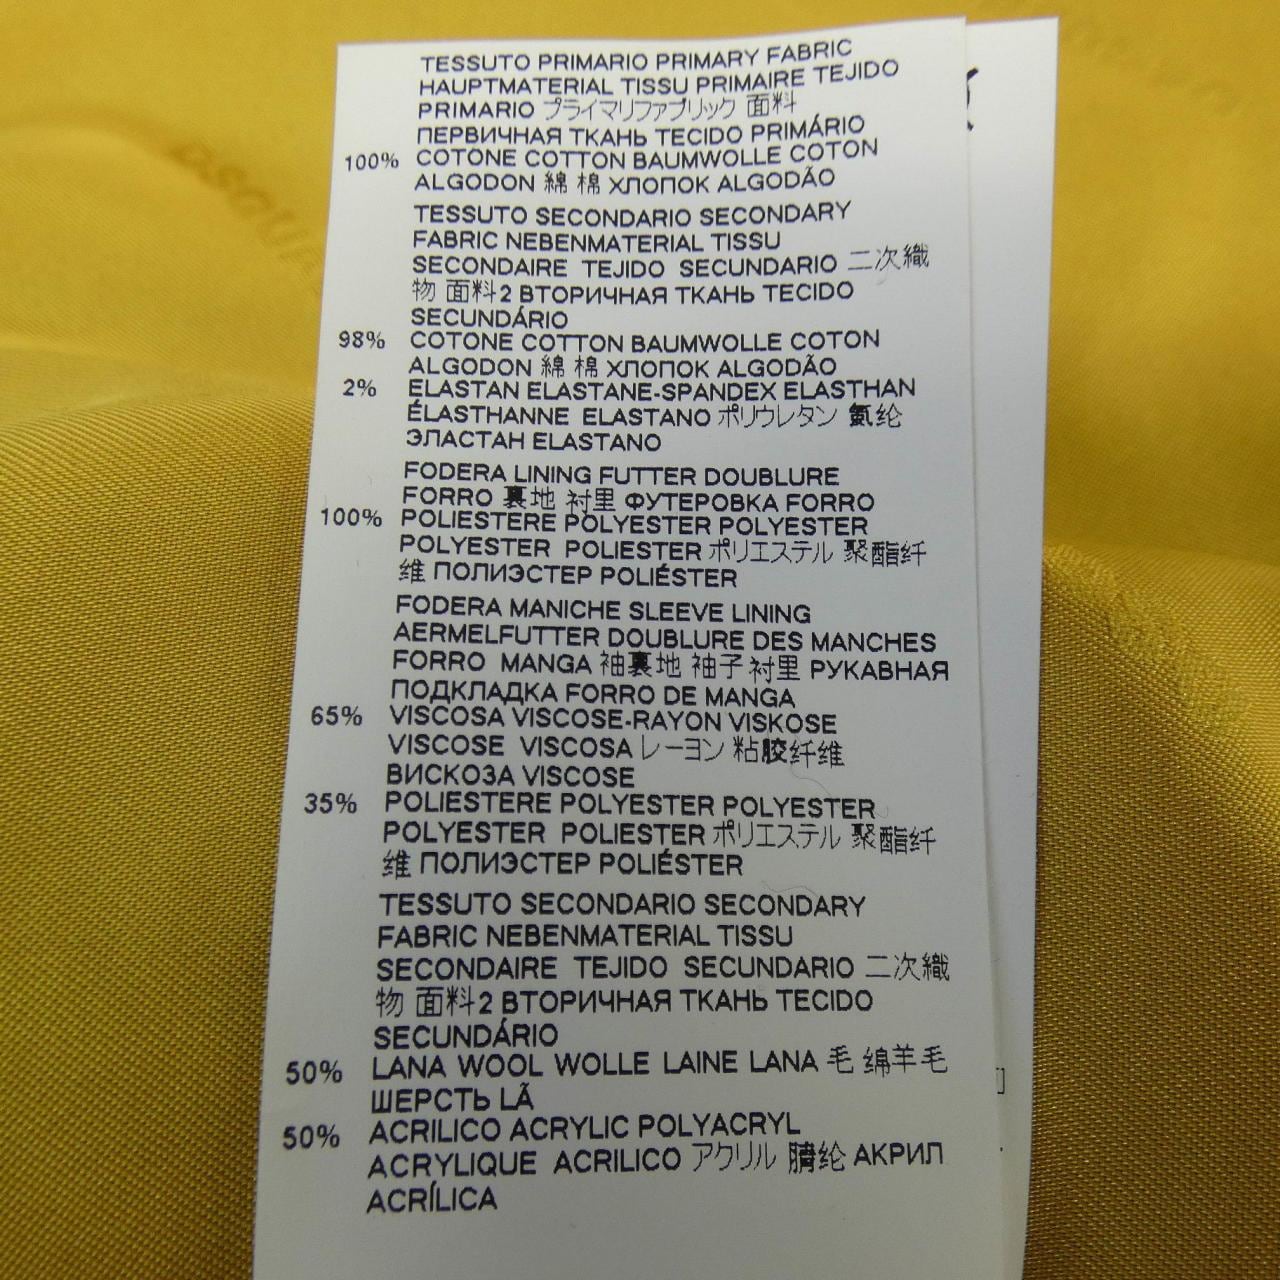 TESSUTO PRIMARIO PRIMARY FABRIC
HAUPTMATERIAL TISSU PRIMAIRE TEJIDO
PRIMARIO プライマリファブリック 面料
ПЕРВИЧНАЯ ТКАНЬ TECIDO PRIMÁRIO
100% COTONE COTTON BAUMWOLLE COTON
ALGODON 綿 棉 ХЛОПОК ALGODÃO
TESSUTO SECONDARIO SECONDARY
FABRIC NEBENMATERIAL TISSU
SECONDAIRE TEJIDO SECUNDARIO 二次織
物 面料2 ВТОРИЧНАЯ ТКАНЬ TECIDO
SECUNDÁRIO
98% COTONE COTTON BAUMWOLLE COTON
ALGODON 綿 棉 ХЛОПОК ALGODÃO
2% ELASTAN ELASTANE-SPANDEX ELASTHAN
ÉLASTHANNE ELASTANO ポリウレタン 氨纶
ЭЛАСТАН ELASTANO
FODERA LINING FUTTER DOUBLURE
FORRO 裏地 衬里 ФУТЕРОВКА FORRO
100% POLIESTERE POLYESTER POLYESTER
POLYESTER POLIESTER ポリエステル 聚酯纤
维 ПОЛИЭСТЕР POLIÉSTER
FODERA MANICHE SLEEVE LINING
AERMELFUTTER DOUBLURE DES MANCHES
FORRO MANGA 袖裏地 袖子衬里 РУКАВНАЯ
ПОДКЛАДКА FORRO DE MANGA
65% VISCOSA VISCOSE-RAYON VISKOSE
VISCOSE VISCOSA レーヨン 粘胶纤维
ВИСКОЗА VISCOSE
35% POLIESTERE POLYESTER POLYESTER
POLYESTER POLIESTER ポリエステル 聚酯纤
维 ПОЛИЭСТЕР POLIÉSTER
TESSUTO SECONDARIO SECONDARY
FABRIC NEBENMATERIAL TISSU
SECONDAIRE TEJIDO SECUNDARIO 二次織
物 面料2 ВТОРИЧНАЯ ТКАНЬ TECIDO
SECUNDÁRIO
50% LANA WOOL WOLLE LAINE LANA 毛 绵羊毛
ШЕРСТЬ LÃ
50% ACRILICO ACRYLIC POLYACRYL
ACRYLIQUE ACRILICO アクリル 腈纶 АКРИЛ
ACRÍLICA